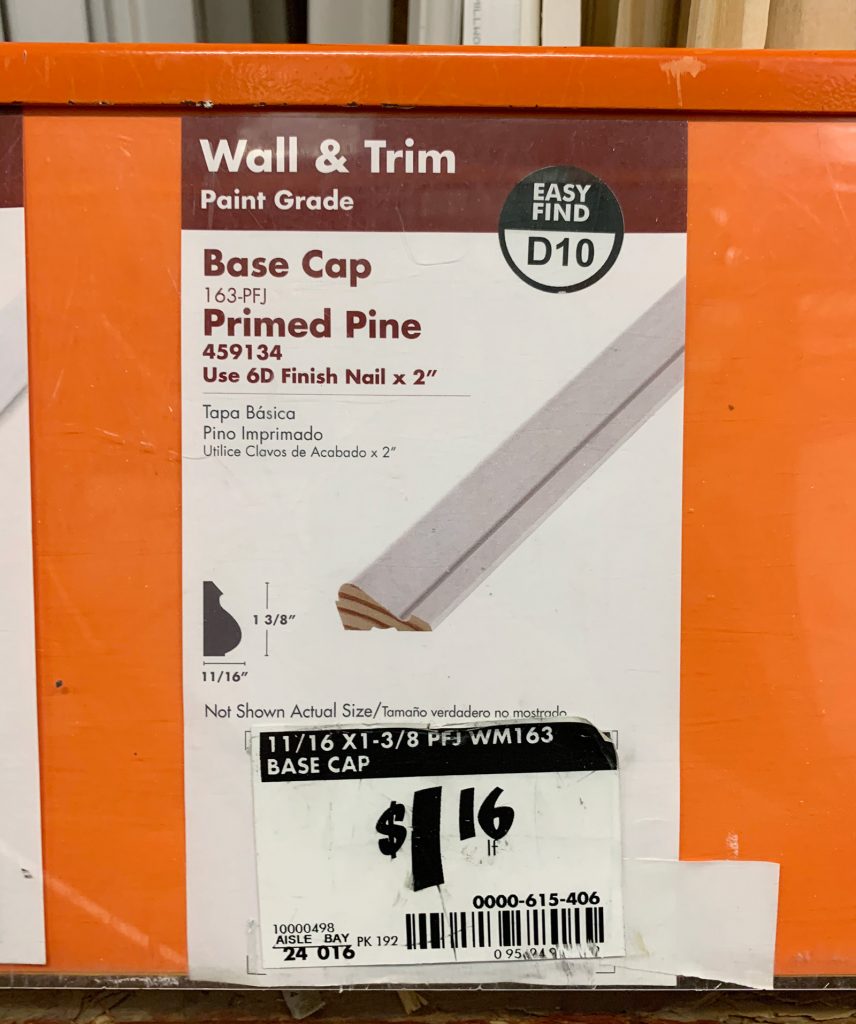 Wall & Trim
Paint Grade
EASY
FIND
D10
Base Cap
163-PFJ
Primed Pine
459134
Use 6D Finish Nail x 2"
Tapa Básica
Pino Imprimado
Utilice Clavos de Acabado x 2"
1 3/8"
11/16"
Not Shown Actual Size/Tamaño verdadero no mostrado
11/16 X1-3/8 PFJ WM163
BASE CAP
$1 16
lf
0000-615-406
10000498
AISLE BAY
24 016
PK 192